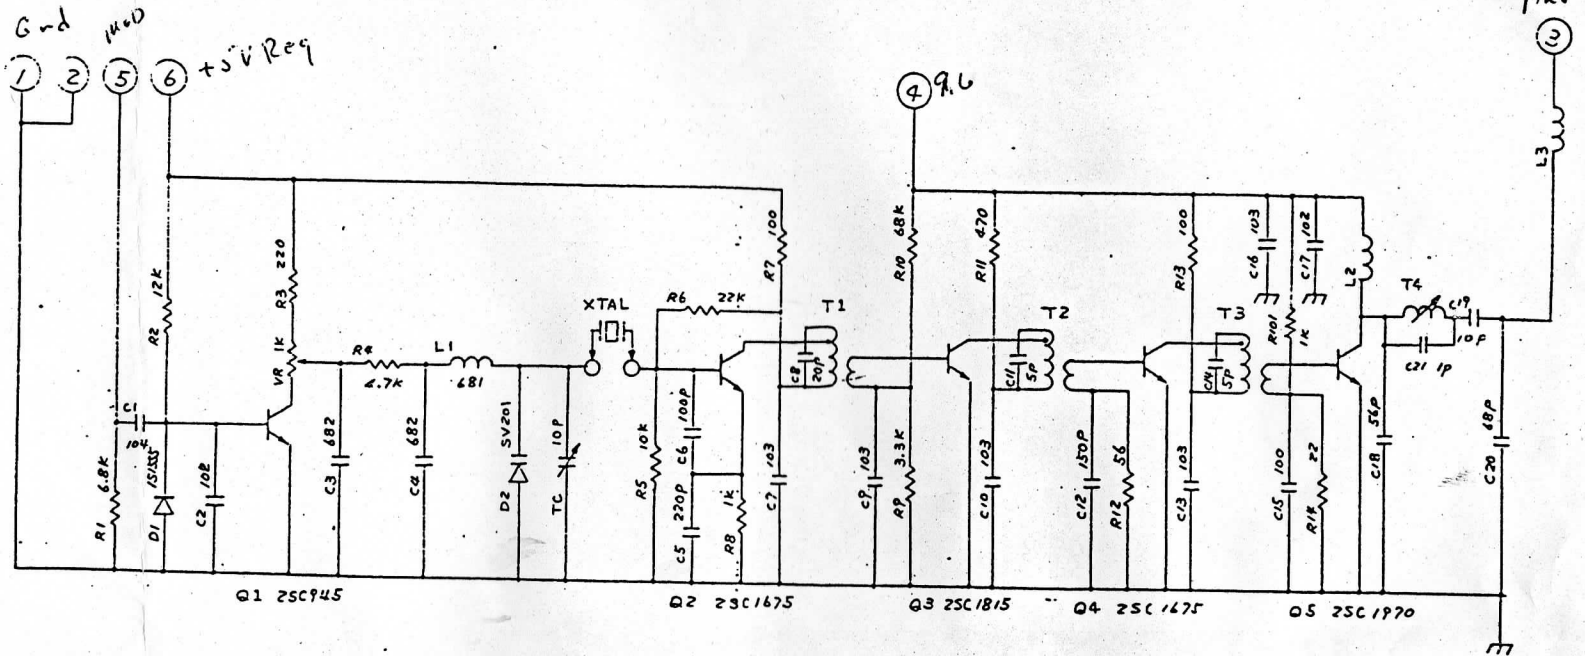 Gnd
mod
+5V Reg
1
2
5
6
4
9.6
3
L3
R2 12K
R3 220
VR 1K
R4
4.7K
L1
681
XTAL
R6
22K
R7 100
T1
C8 20P
R10 68K
R11 470
T2
C11 5P
R13 100
T3
C14 5P
C16 103
C17 102
R101 1K
L2
T4
C19
10P
C21 1P
C1
104
R1 6.8K
D1 1S1555
C2 102
C3 682
C4 682
D2 SV201
TC 10P
R5 10K
C6 100P
C5 220P
R8 1K
C7 103
C9 103
R9 3.3K
C10 103
C12 150P
R12 56
C13 103
C15 100
R14 22
C18 56P
C20 68P
Q1 2SC945
Q2 2SC1675
Q3 2SC1815
Q4 2SC1675
Q5 2SC1970